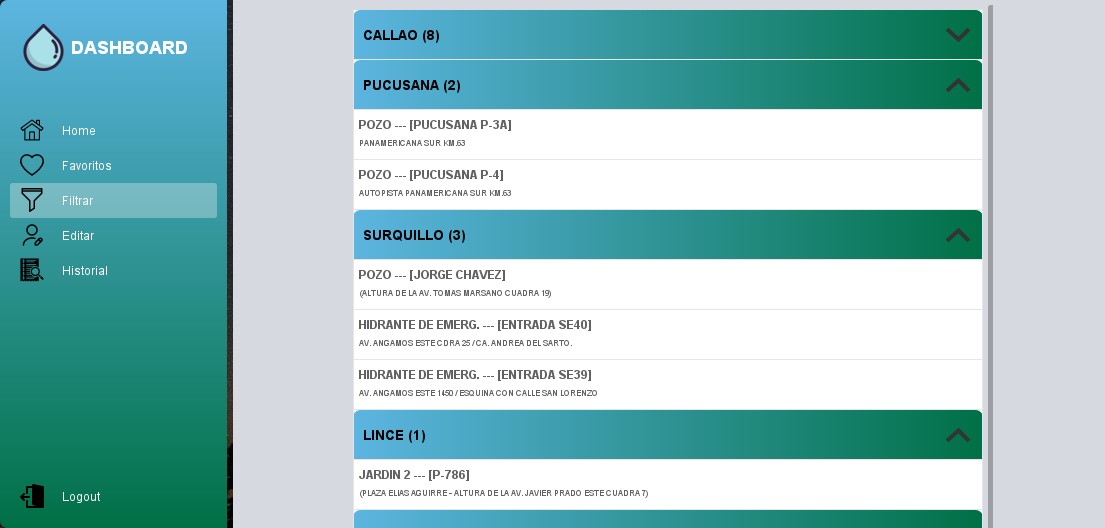 DASHBOARD
Home
Favoritos
Filtrar
Editar
Historial
Logout
CALLAO (8)
PUCUSANA (2)
POZO --- [PUCUSANA P-3A]
PANAMERICANA SUR KM.63
POZO --- [PUCUSANA P-4]
AUTOPISTA PANAMERICANA SUR KM.63
SURQUILLO (3)
POZO --- [JORGE CHAVEZ]
(ALTURA DE LA AV. TOMAS MARSANO CUADRA 19)
HIDRANTE DE EMERG. --- [ENTRADA SE40]
AV. ANGAMOS ESTE CDRA 25 / CA. ANDREA DEL SARTO.
HIDRANTE DE EMERG. --- [ENTRADA SE39]
AV. ANGAMOS ESTE 1450 / ESQUINA CON CALLE SAN LORENZO
LINCE (1)
JARDIN 2 --- [P-786]
(PLAZA ELIAS AGUIRRE - ALTURA DE LA AV. JAVIER PRADO ESTE CUADRA 7)